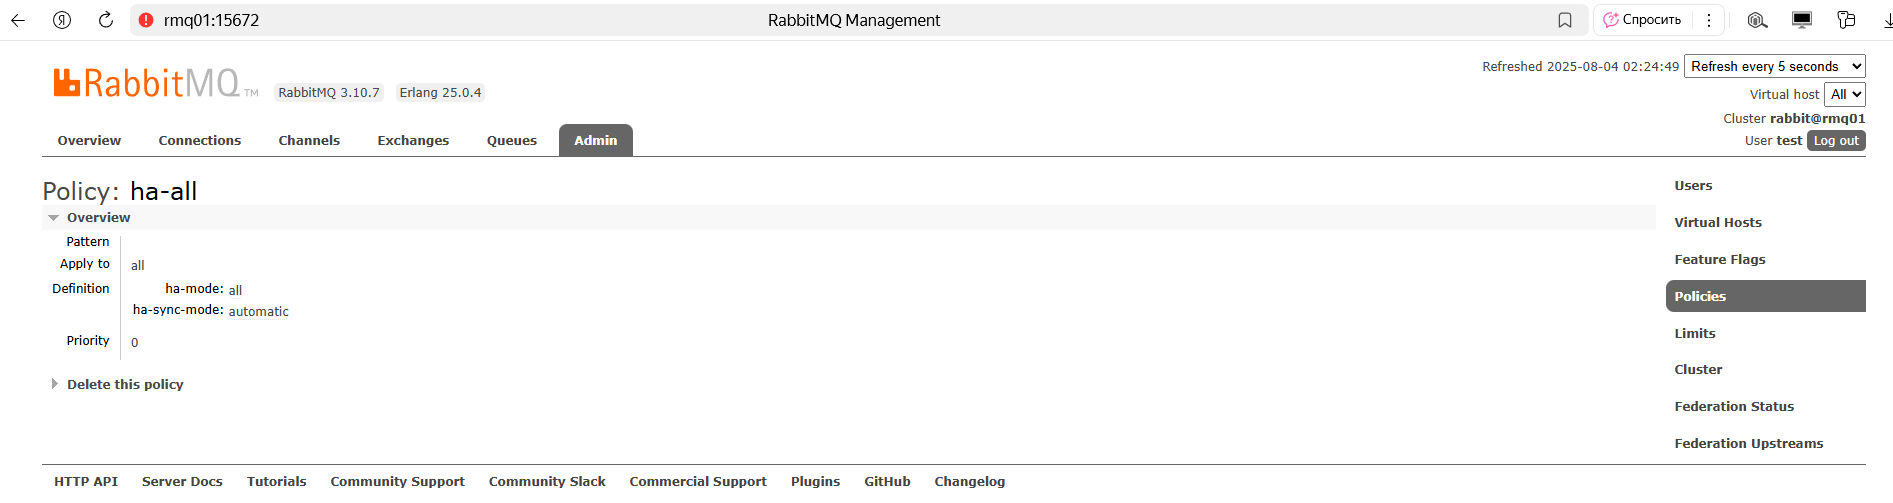 rmq01:15672 RabbitMQ Management Спросить
RabbitMQ TM RabbitMQ 3.10.7 Erlang 25.0.4
Refreshed 2025-08-04 02:24:49 Refresh every 5 seconds
Virtual host All
Cluster rabbit@rmq01
User test Log out
Overview Connections Channels Exchanges Queues Admin
Policy: ha-all
Overview
Pattern
Apply to all
Definition ha-mode: all
ha-sync-mode: automatic
Priority 0
Delete this policy
Users
Virtual Hosts
Feature Flags
Policies
Limits
Cluster
Federation Status
Federation Upstreams
HTTP API Server Docs Tutorials Community Support Community Slack Commercial Support Plugins GitHub Changelog